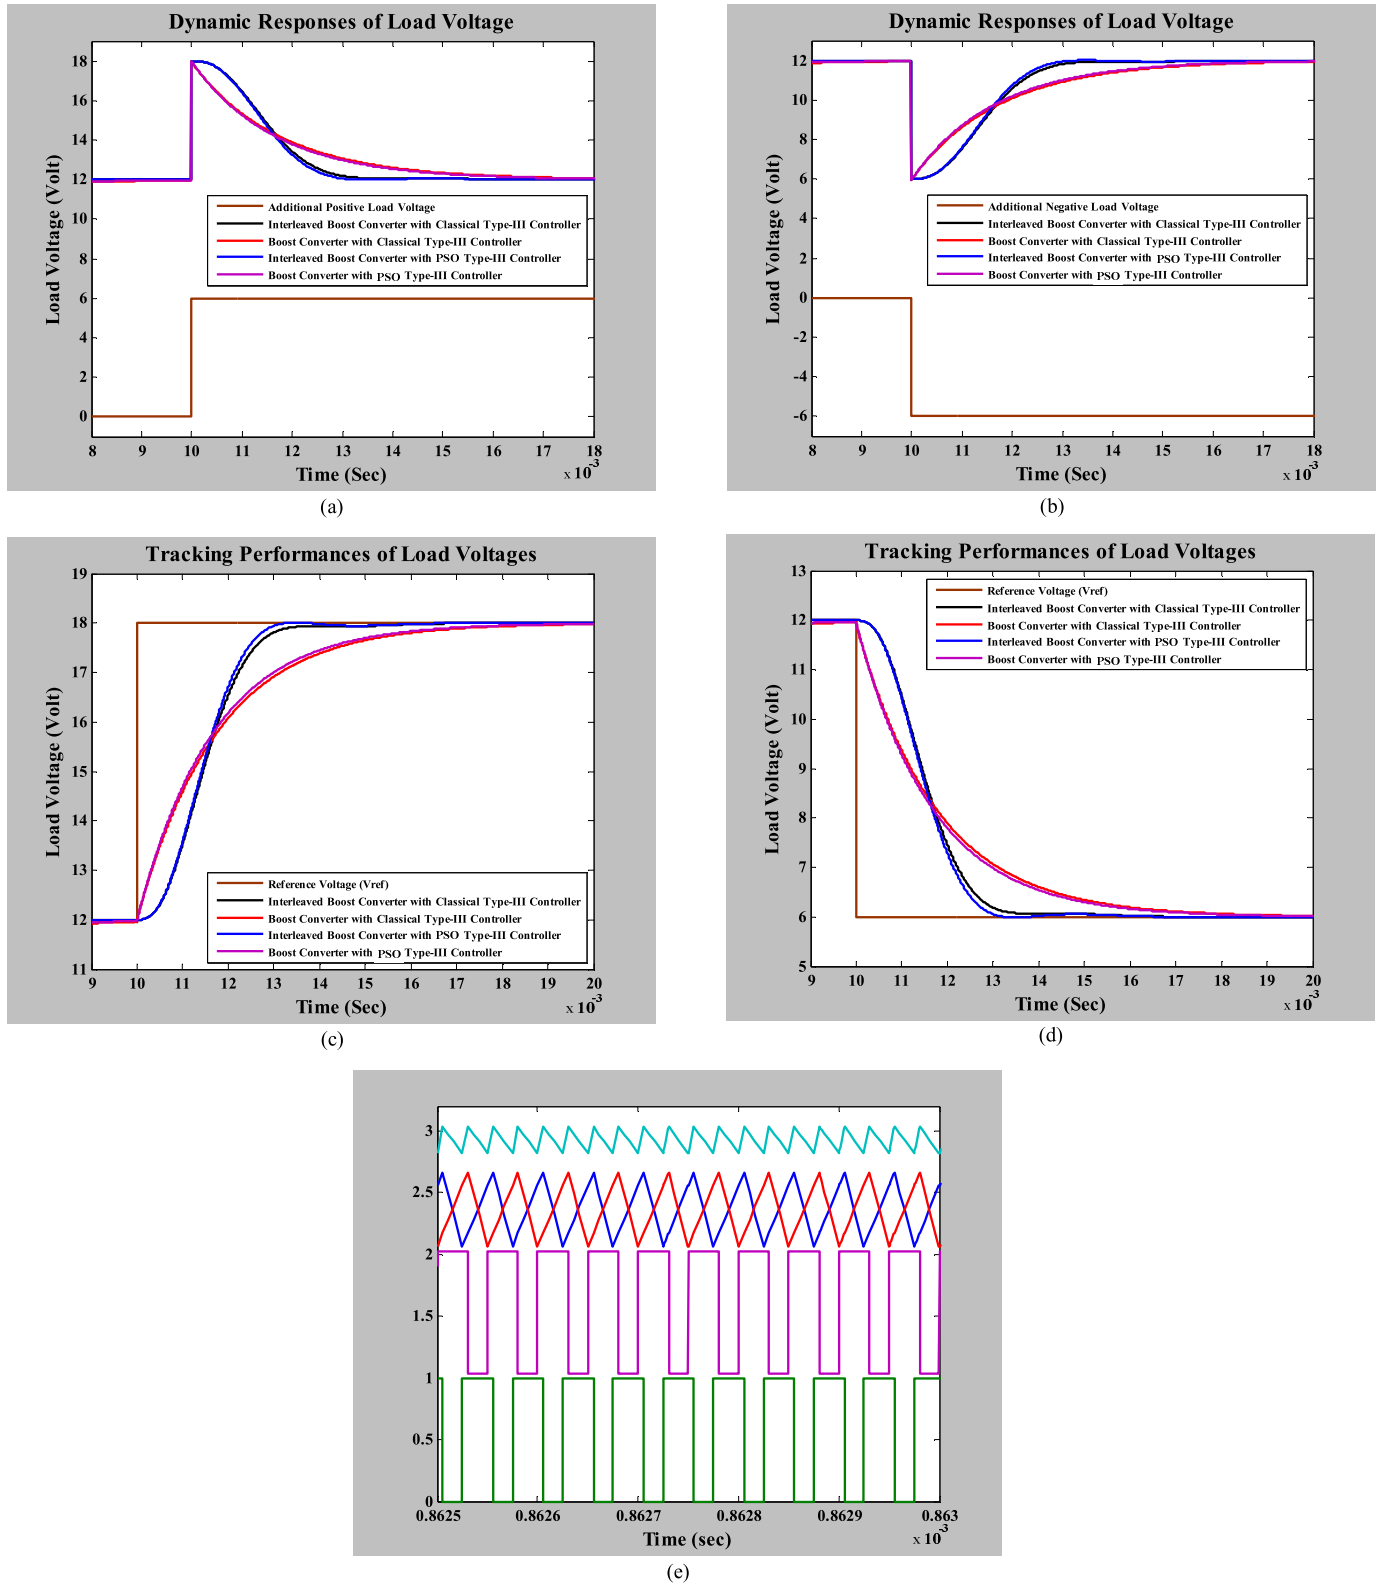 Dynamic Responses of Load Voltage
Load Voltage (Volt)
18
16
14
12
18
6
4
2
0
Additional Positive Load Voltage
Interleaved Boost Converter with Classical Type-III Controller
Boost Converter with Classical Type-III Controller
Interleaved Boost Converter with PSO Type-III Controller
Boost Converter with PSO Type-III Controller
8 9 10 11 12 13 14 15 16 17 18
Time (Sec)
x 10-3
(a)
Dynamic Responses of Load Voltage
Load Voltage (Volt)
12
10
8
6
12
0
-2
-4
-6
Additional Negative Load Voltage
Interleaved Boost Converter with Classical Type-III Controller
Boost Converter with Classical Type-III Controller
Interleaved Boost Converter with PSO Type-III Controller
Boost Converter with PSO Type-III Controller
8 9 10 11 12 13 14 15 16 17 18
Time (Sec)
x 10-3
(b)
Tracking Performances of Load Voltages
Load Voltage (Volt)
19
18
17
18
15
14
13
12
11
Reference Voltage (Vref)
Interleaved Boost Converter with Classical Type-III Controller
Boost Converter with Classical Type-III Controller
Interleaved Boost Converter with PSO Type-III Controller
Boost Converter with PSO Type-III Controller
9 10 11 12 13 14 15 16 17 18 19 20
Time (Sec)
x 10-3
(c)
Tracking Performances of Load Voltages
Load Voltage (Volt)
13
12
11
10
9
8
7
6
5
Reference Voltage (Vref)
Interleaved Boost Converter with Classical Type-III Controller
Boost Converter with Classical Type-III Controller
Interleaved Boost Converter with PSO Type-III Controller
Boost Converter with PSO Type-III Controller
9 10 11 12 13 14 15 16 17 18 19 20
Time (Sec)
x 10-3
(d)
3
2.5
2
1.5
1
0.5
0
0.8625 0.8626 0.8627 0.8628 0.8629 0.863
Time (sec)
x 10-3
(e)